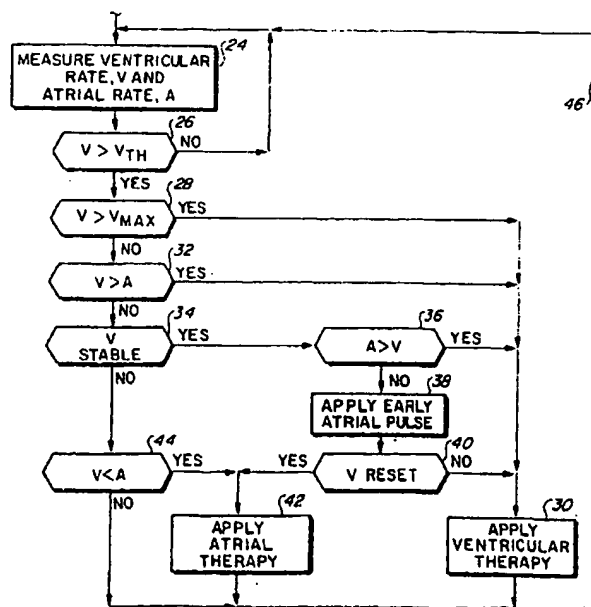 24
MEASURE VENTRICULAR
RATE, V AND
ATRIAL RATE, A
46
26
V > VTH
NO
YES
28
V > VMAX
YES
NO
32
V > A
YES
NO
34
V
STABLE
YES
36
A>V
YES
NO
NO
38
APPLY EARLY
ATRIAL PULSE
44
V<A
YES
40
YES
V RESET
NO
NO
42
APPLY
ATRIAL
THERAPY
30
APPLY
VENTRICULAR
THERAPY